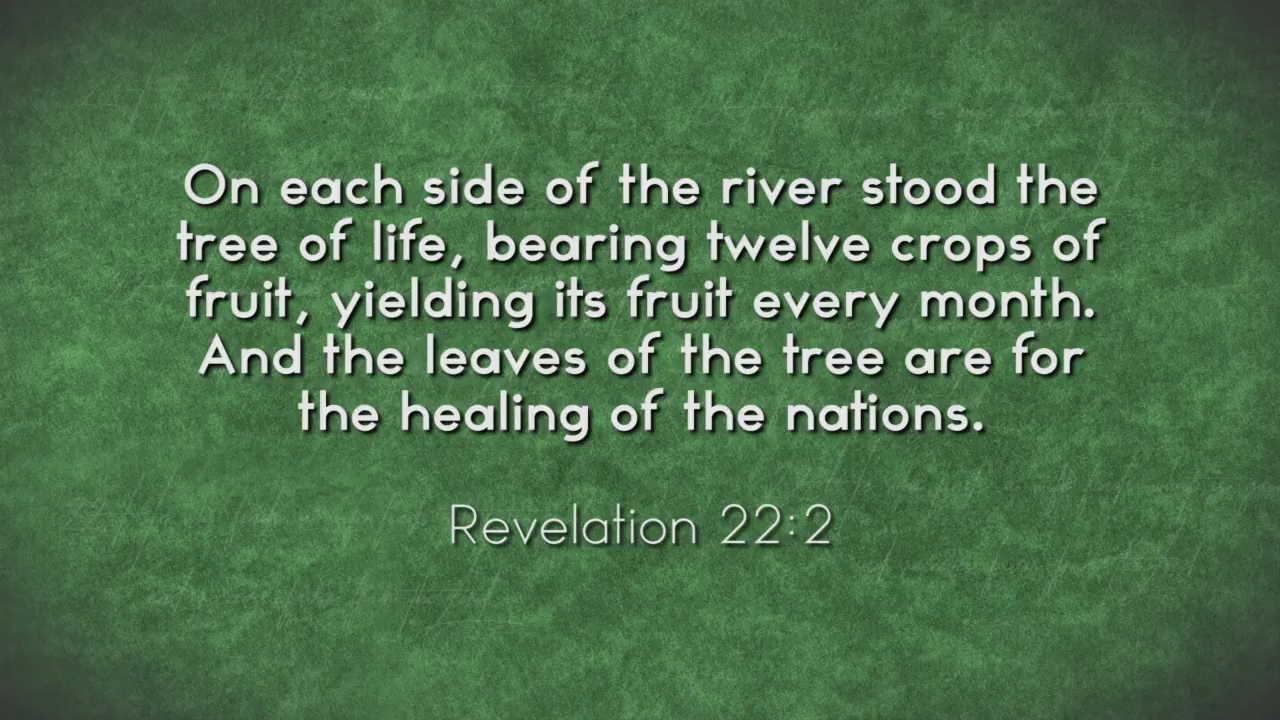 On each side of the river stood the
tree of life, bearing twelve crops of
fruit, yielding its fruit every month.
And the leaves of the tree are for
the healing of the nations.
Revelation 22:2